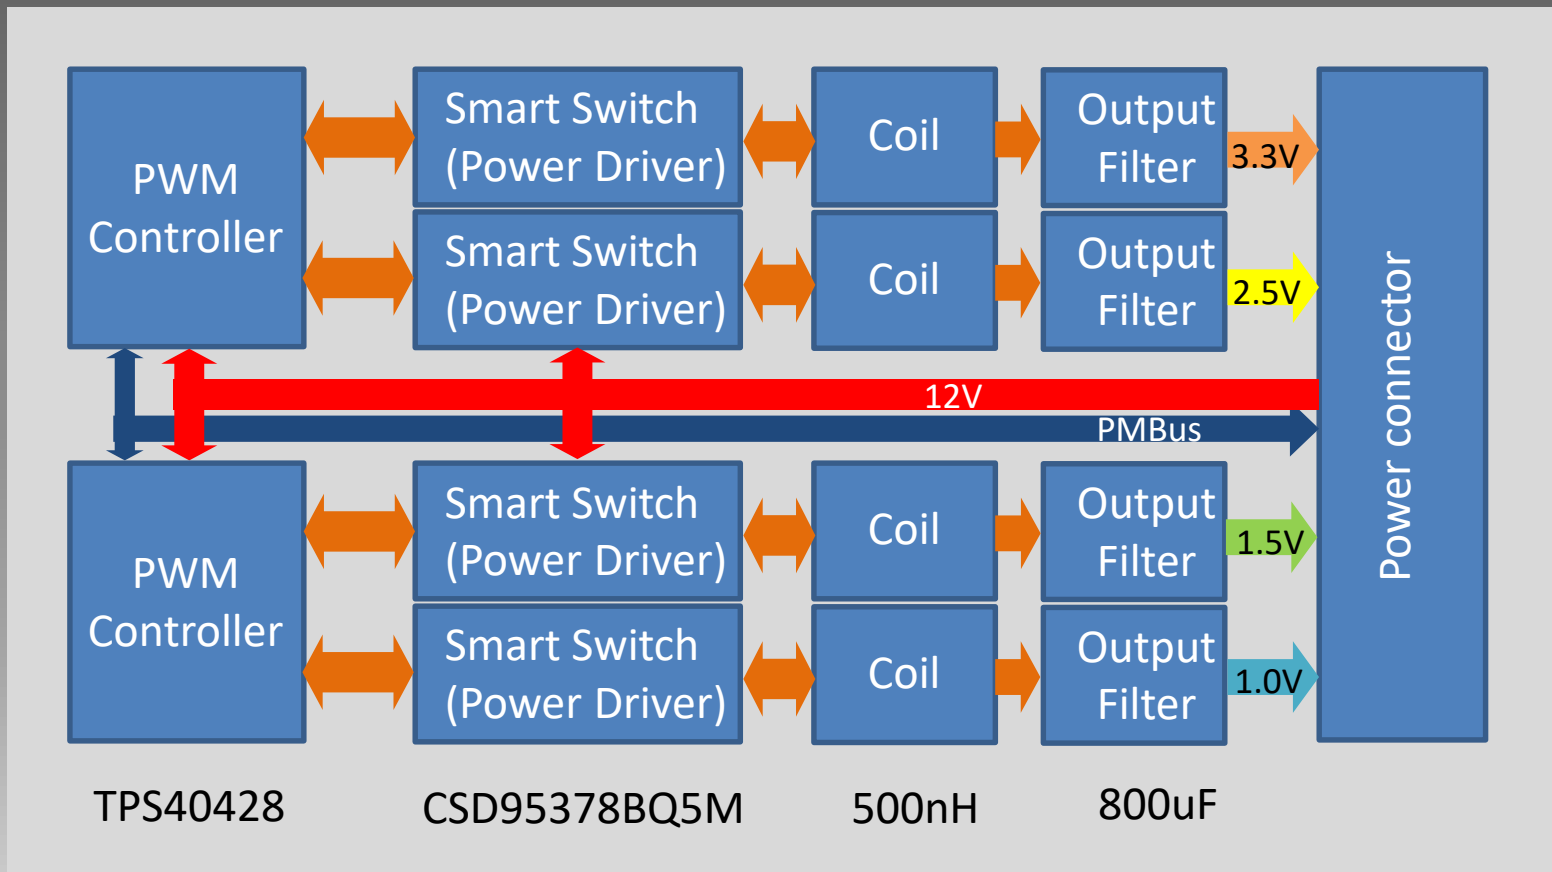 PWM
Controller
Smart Switch
(Power Driver)
Coil
Output
Filter
3.3V
Smart Switch
(Power Driver)
Coil
Output
Filter
2.5V
12V
PMBus
Power connector
PWM
Controller
Smart Switch
(Power Driver)
Coil
Output
Filter
1.5V
Smart Switch
(Power Driver)
Coil
Output
Filter
1.0V
TPS40428
CSD95378BQ5M
500nH
800uF